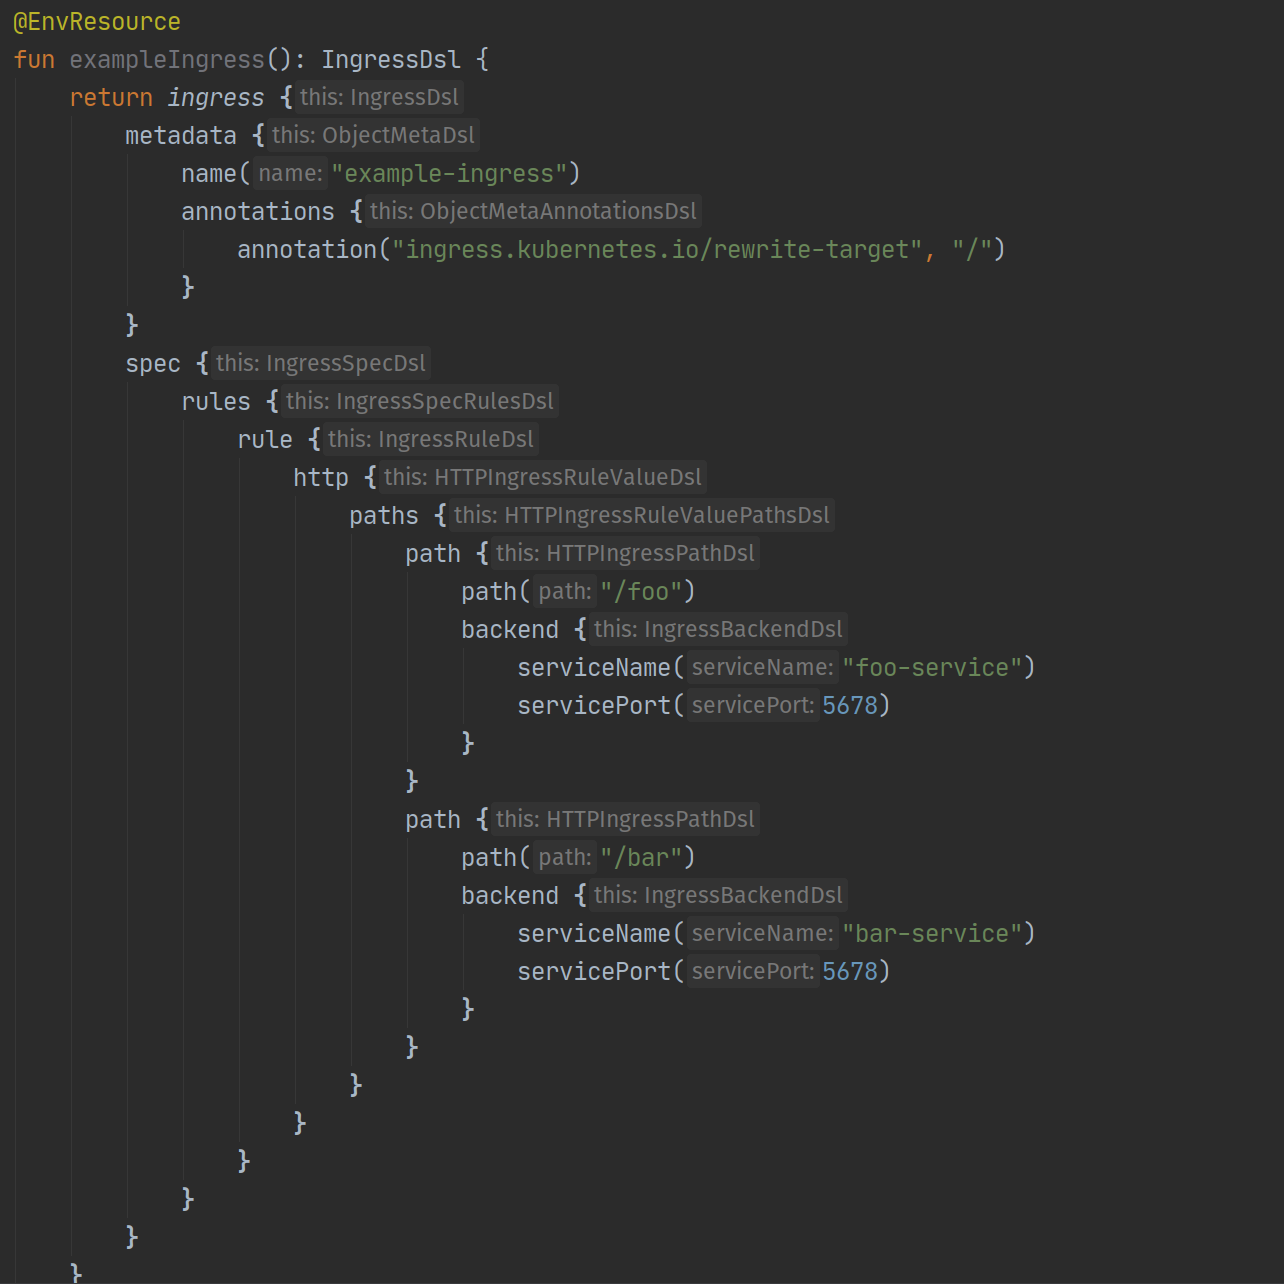 @EnvResource
fun exampleIngress(): IngressDsl {
    return ingress { this: IngressDsl
        metadata { this: ObjectMetaDsl
            name( name: "example-ingress")
            annotations { this: ObjectMetaAnnotationsDsl
                annotation("ingress.kubernetes.io/rewrite-target", "/")
            }
        }
        spec { this: IngressSpecDsl
            rules { this: IngressSpecRulesDsl
                rule { this: IngressRuleDsl
                    http { this: HTTPIngressRuleValueDsl
                        paths { this: HTTPIngressRuleValuePathsDsl
                            path { this: HTTPIngressPathDsl
                                path( path: "/foo")
                                backend { this: IngressBackendDsl
                                    serviceName( serviceName: "foo-service")
                                    servicePort( servicePort: 5678)
                                }
                            }
                            path { this: HTTPIngressPathDsl
                                path( path: "/bar")
                                backend { this: IngressBackendDsl
                                    serviceName( serviceName: "bar-service")
                                    servicePort( servicePort: 5678)
                                }
                            }
                        }
                    }
                }
            }
        }
    }